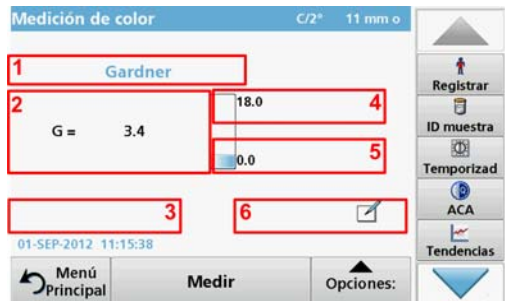 Medición de color C/2° 11 mm o
1 Gardner
2 G = 3.4
18.0 4
0.0 5
3 6
01-SEP-2012 11:15:38
Menú Principal
Medir
Opciones:
Registrar
ID muestra
Temporizad
ACA
Tendencias